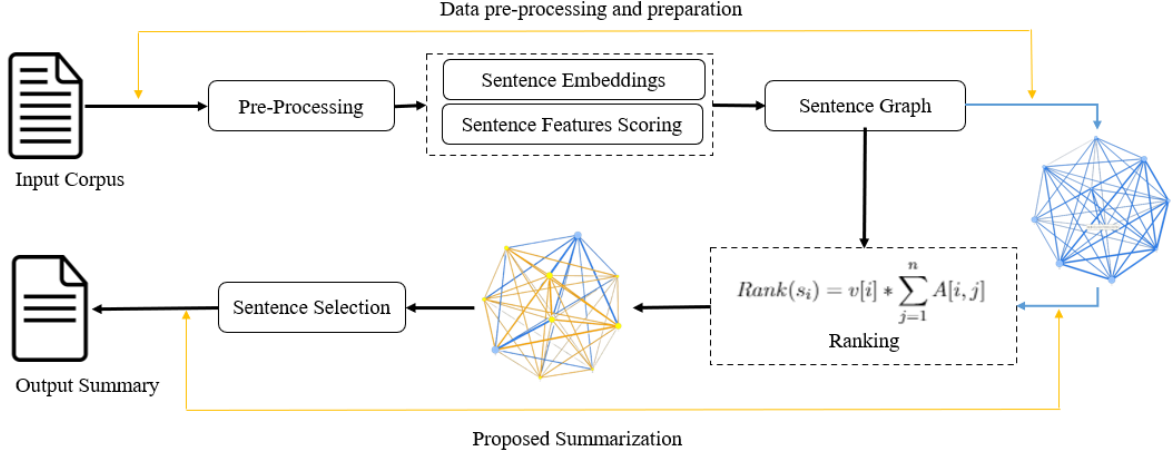 Data pre-processing and preparation
Sentence Embeddings
Pre-Processing
Sentence Graph
Sentence Features Scoring
Input Corpus
Rank(s_i) = v[i] * \sum_{j=1}^{n} A[i, j]
Sentence Selection
Ranking
Output Summary
Proposed Summarization